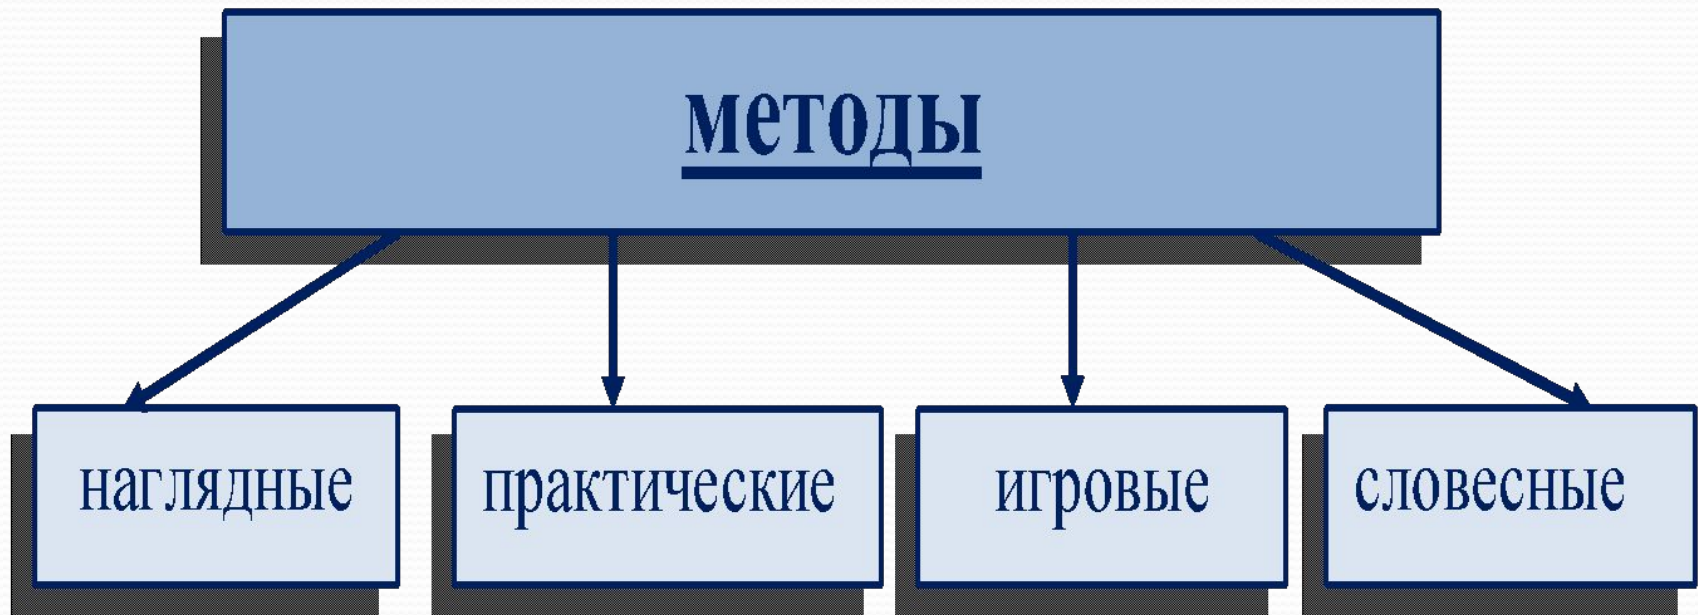 методы
наглядные
практические
игровые
словесные